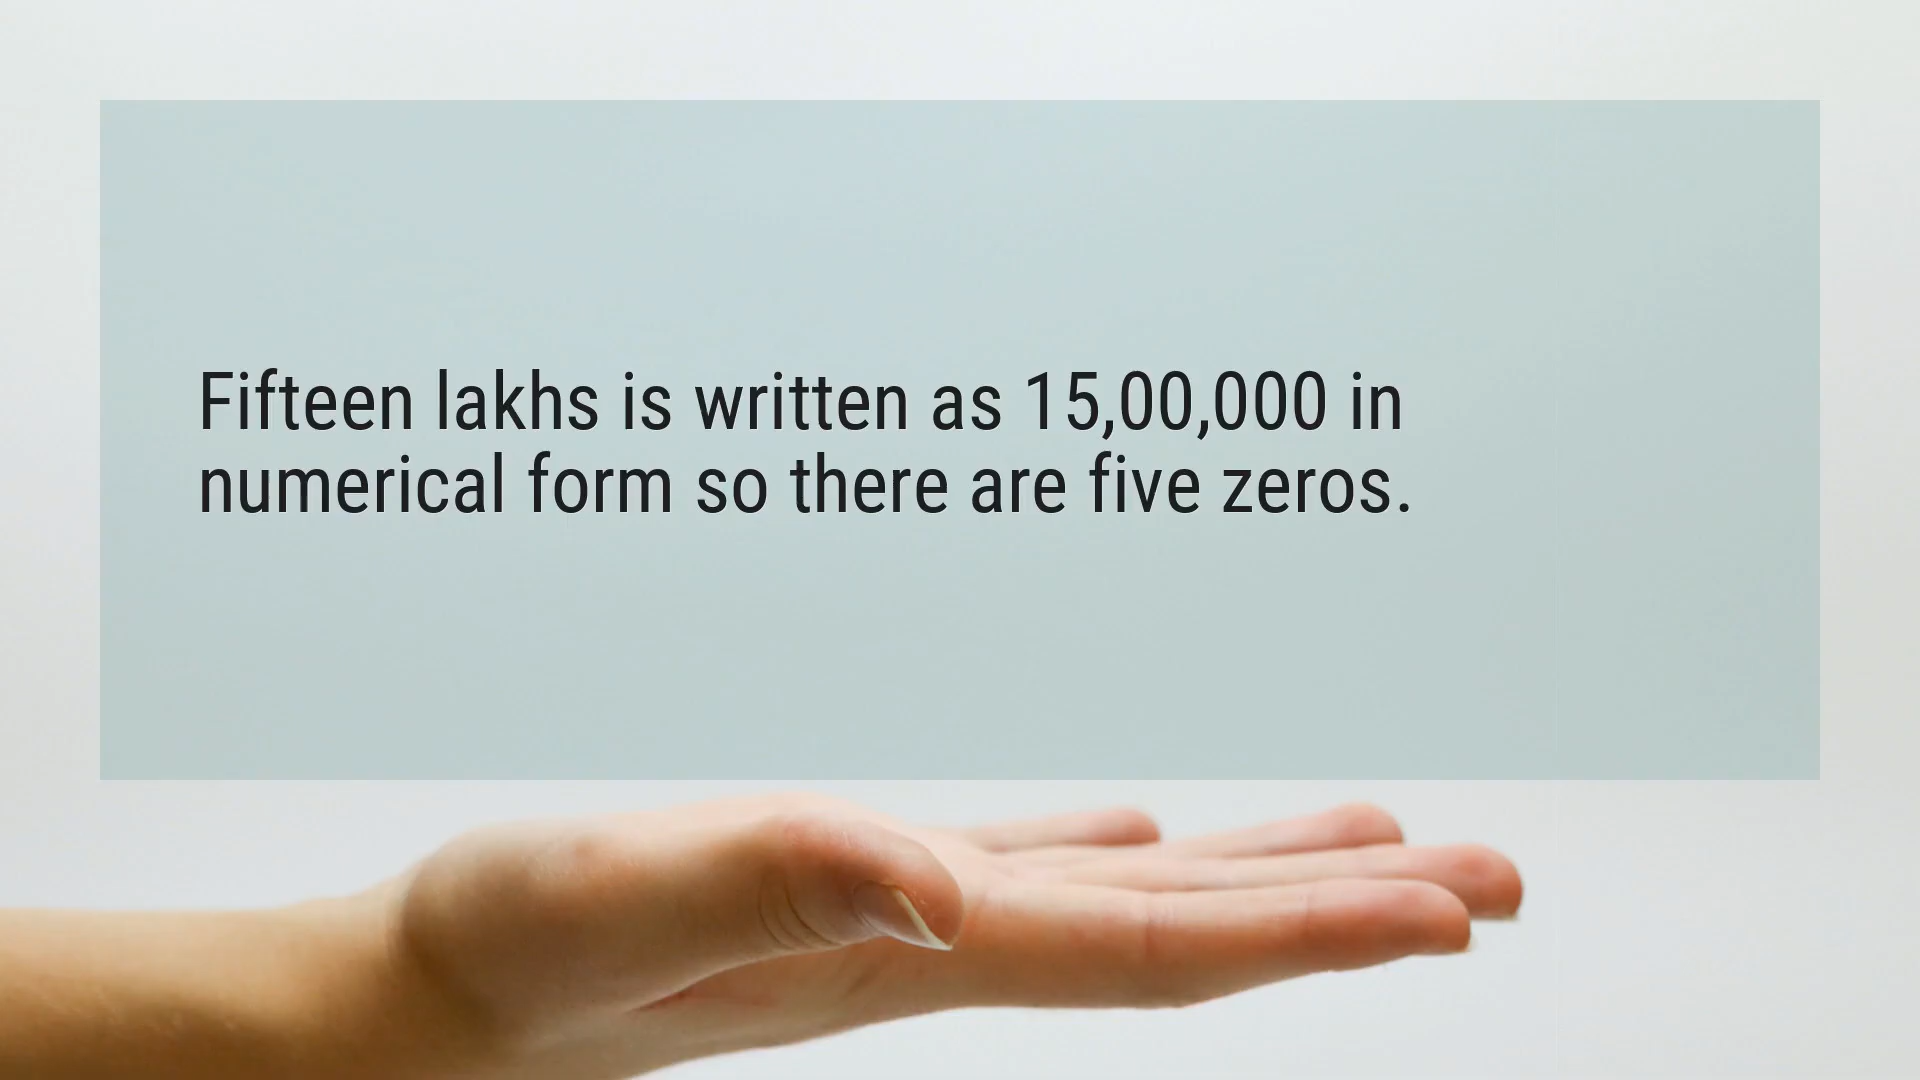 Fifteen lakhs is written as 15,00,000 in
numerical form so there are five zeros.